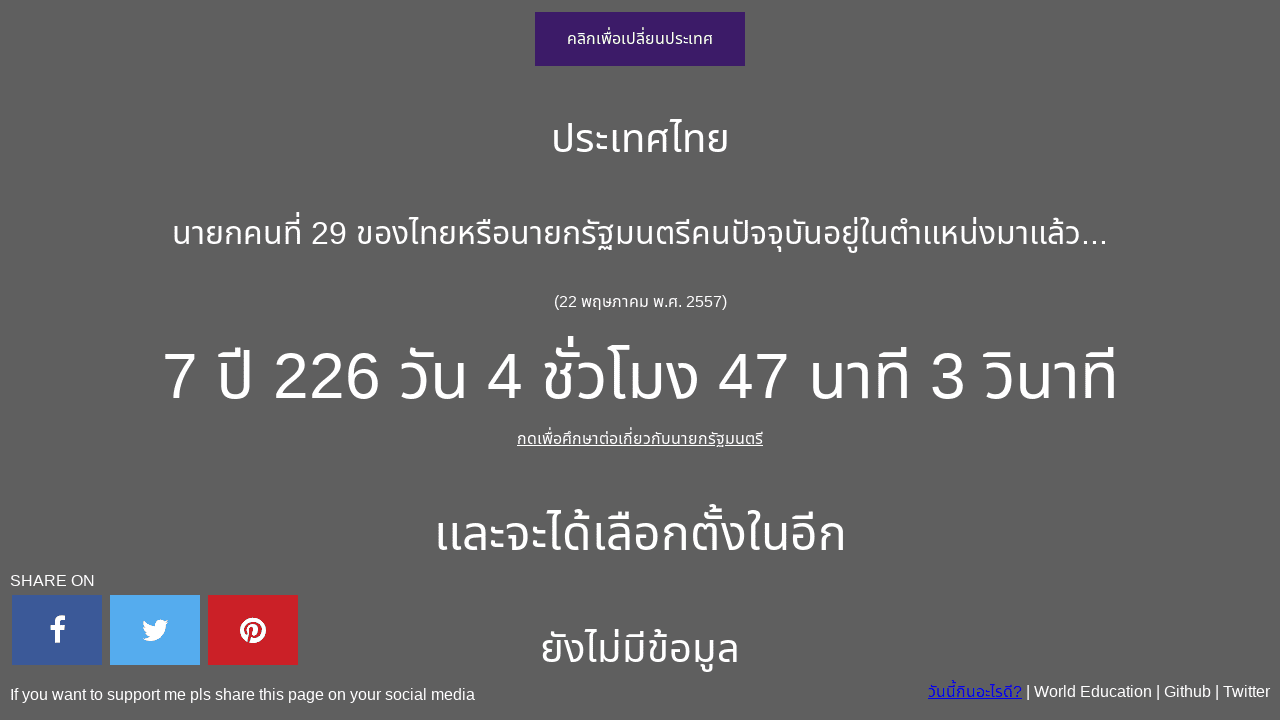 คลิกเพื่อเปลี่ยนประเทศ
ประเทศไทย
นายกคนที่ 29 ของไทยหรือนายกรัฐมนตรีคนปัจจุบันอยู่ในตำแหน่งมาแล้ว...
(22 พฤษภาคม พ.ศ. 2557)
7 ปี 226 วัน 4 ชั่วโมง 47 นาที 3 วินาที
กดเพื่อศึกษาต่อเกี่ยวกับนายกรัฐมนตรี
และจะได้เลือกตั้งในอีก
ยังไม่มีข้อมูล
SHARE ON
If you want to support me pls share this page on your social media
วันนี้กินอะไรดี? | World Education | Github | Twitter